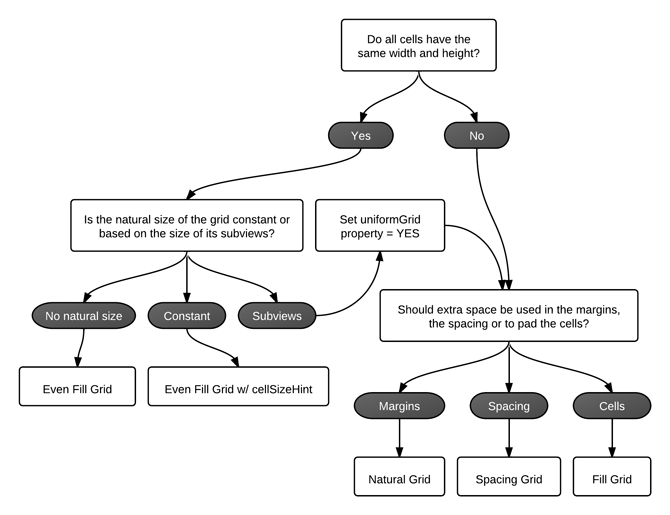 Do all cells have the
same width and height?
Yes
No
Is the natural size of the grid constant or
based on the size of its subviews?
Set uniformGrid
property = YES
No natural size
Constant
Subviews
Should extra space be used in the margins,
the spacing or to pad the cells?
Even Fill Grid
Even Fill Grid w/ cellSizeHint
Margins
Spacing
Cells
Natural Grid
Spacing Grid
Fill Grid